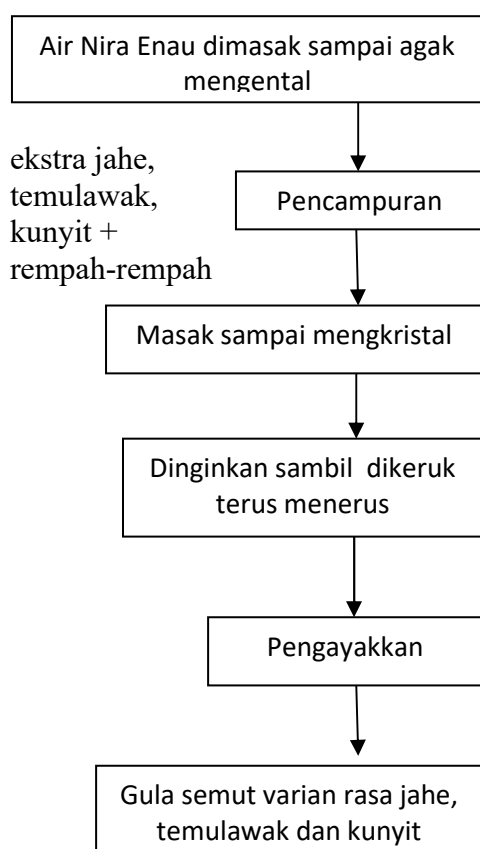 Air Nira Enau dimasak sampai agak
mengental
ekstra jahe,
temulawak,
kunyit +
rempah-rempah
Pencampuran
Masak sampai mengkristal
Dinginkan sambil dikeruk
terus menerus
Pengayakkan
Gula semut varian rasa jahe,
temulawak dan kunyit